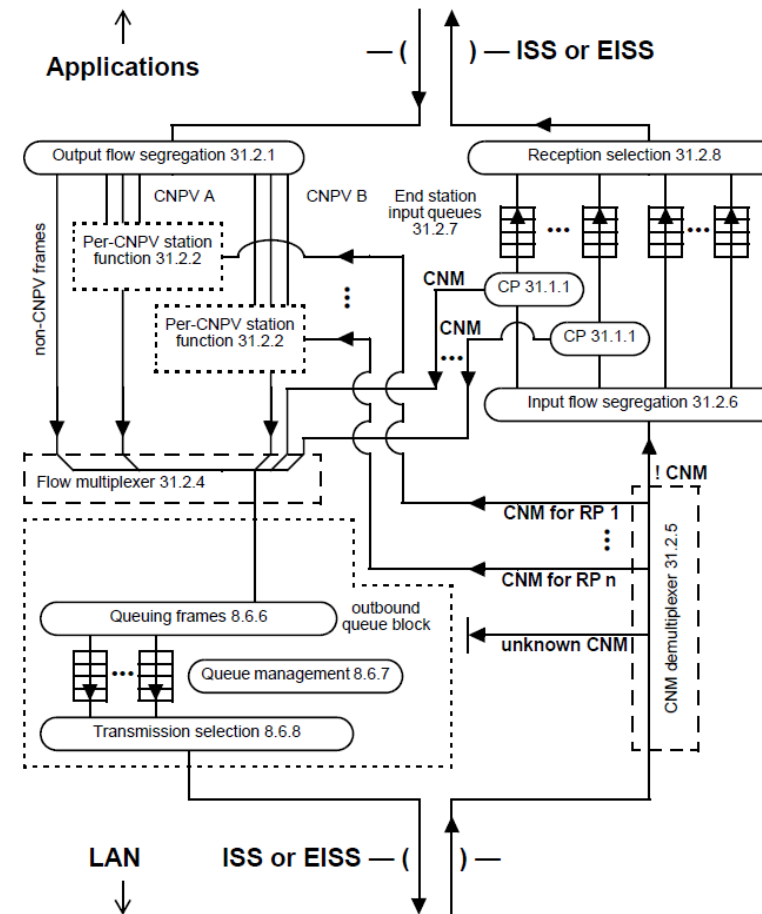 Applications
— ( ) — ISS or EISS
Output flow segregation 31.2.1
Reception selection 31.2.8
CNPV A
CNPV B
End station
input queues
31.2.7
non-CNPV frames
Per-CNPV station
function 31.2.2
CNM
CP 31.1.1
Per-CNPV station
function 31.2.2
CNM
CP 31.1.1
Input flow segregation 31.2.6
Flow multiplexer 31.2.4
! CNM
CNM for RP 1
CNM demultiplexer 31.2.5
CNM for RP n
Queuing frames 8.6.6
outbound
queue block
unknown CNM
Queue management 8.6.7
Transmission selection 8.6.8
LAN
ISS or EISS — ( ) —